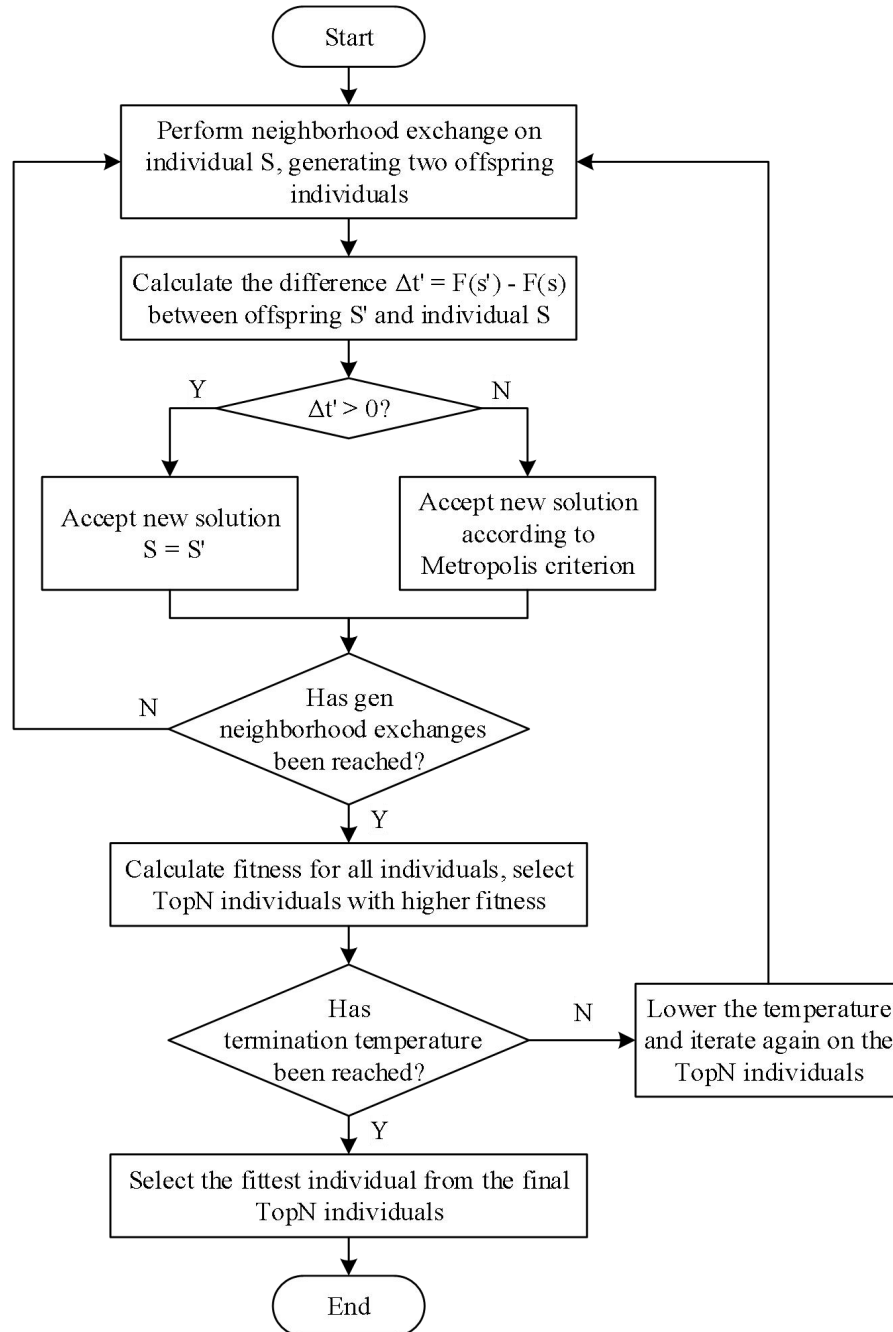 Start
Perform neighborhood exchange on
individual S, generating two offspring
individuals
Calculate the difference Δt' = F(s') - F(s)
between offspring S' and individual S
Y
Δt' > 0?
N
Accept new solution
S = S'
Accept new solution
according to
Metropolis criterion
N
Has gen
neighborhood exchanges
been reached?
Y
Calculate fitness for all individuals, select
TopN individuals with higher fitness
Has
termination temperature
been reached?
N
Lower the temperature
and iterate again on the
TopN individuals
Y
Select the fittest individual from the final
TopN individuals
End